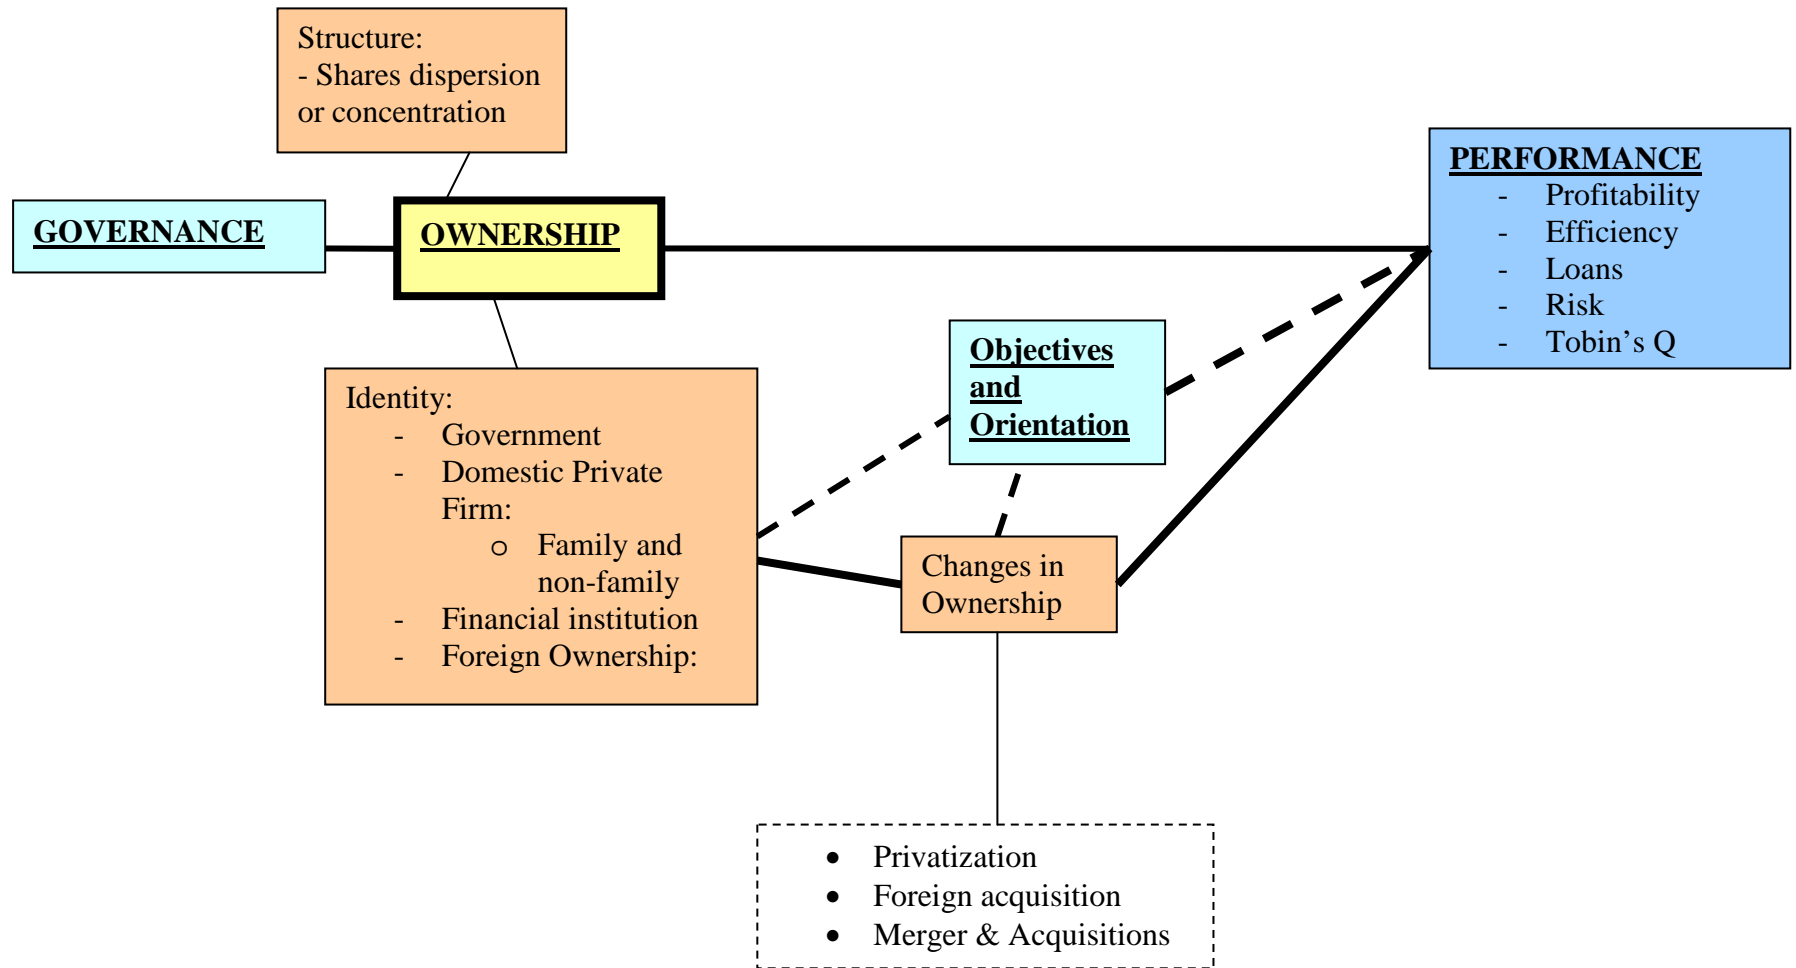 Structure:
- Shares dispersion
or concentration
GOVERNANCE
OWNERSHIP
PERFORMANCE
- Profitability
- Efficiency
- Loans
- Risk
- Tobin’s Q
Objectives
and
Orientation
Identity:
- Government
- Domestic Private
Firm:
o Family and
non-family
- Financial institution
- Foreign Ownership:
Changes in
Ownership
• Privatization
• Foreign acquisition
• Merger & Acquisitions